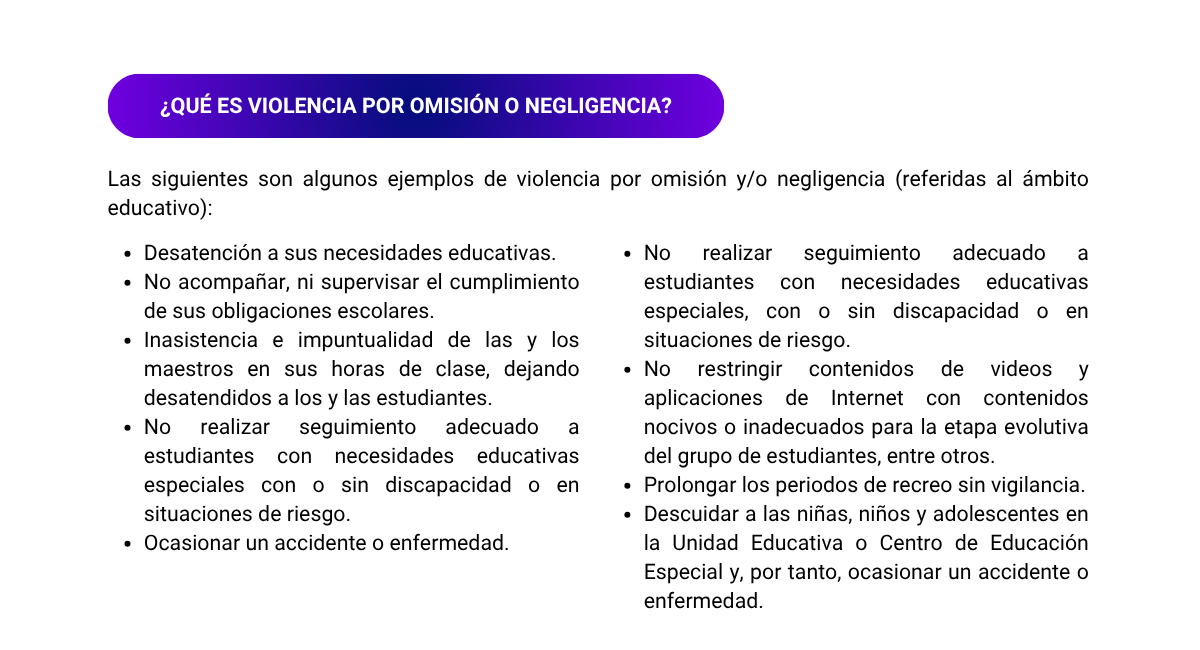 ¿QUÉ ES VIOLENCIA POR OMISIÓN O NEGLIGENCIA?
Las siguientes son algunos ejemplos de violencia por omisión y/o negligencia (referidas al ámbito
educativo):
• Desatención a sus necesidades educativas.
• No acompañar, ni supervisar el cumplimiento
de sus obligaciones escolares.
• Inasistencia e impuntualidad de las y los
maestros en sus horas de clase, dejando
desatendidos a los y las estudiantes.
• No realizar seguimiento adecuado a
estudiantes con necesidades educativas
especiales con o sin discapacidad o en
situaciones de riesgo.
• Ocasionar un accidente o enfermedad.
• No realizar seguimiento adecuado a
estudiantes con necesidades educativas
especiales, con o sin discapacidad o en
situaciones de riesgo.
• No restringir contenidos de videos y
aplicaciones de Internet con contenidos
nocivos o inadecuados para la etapa evolutiva
del grupo de estudiantes, entre otros.
• Prolongar los periodos de recreo sin vigilancia.
• Descuidar a las niñas, niños y adolescentes en
la Unidad Educativa o Centro de Educación
Especial y, por tanto, ocasionar un accidente o
enfermedad.